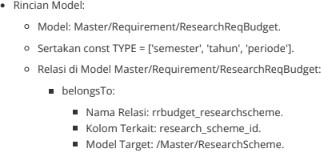 Rincian Model:
Model: Master/Requirement/ResearchReqBudget.
Sertakan const TYPE = ['semester', 'tahun', 'periode'].
Relasi di Model Master/Requirement/ResearchReqBudget:
belongsTo:
Nama Relasi: rrbudget_researchscheme.
Kolom Terkait: research_scheme_id.
Model Target: /Master/ResearchScheme.